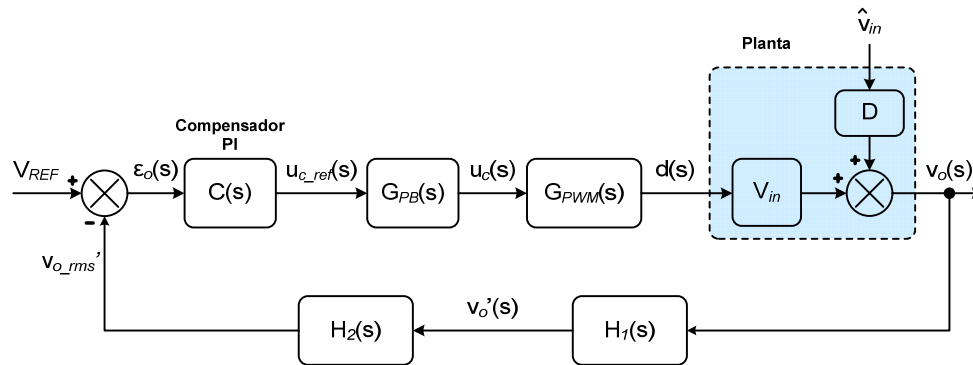 v̂in
Planta
D
Compensador
PI
VREF
+
-
εo(s)
C(s)
uc_ref(s)
GPB(s)
uc(s)
GPWM(s)
d(s)
Vin
+
+
vo(s)
vo_rms'
H2(s)
vo'(s)
H1(s)